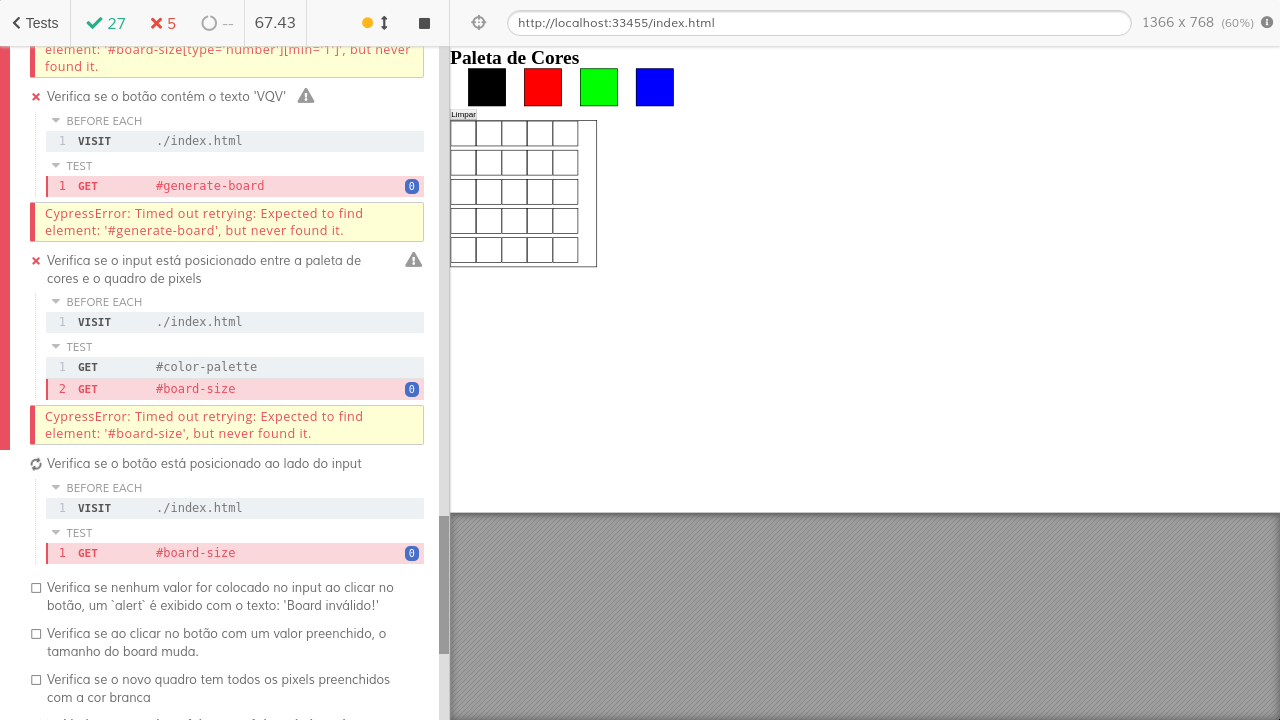 Tests 27 5 -- 67.43
http://localhost:33455/index.html 1366 x 768 (60%)
element: '#board-size[type='number'][min='1']', but never
found it.
Verifica se o botão contém o texto 'VQV'
BEFORE EACH
1 VISIT ./index.html
TEST
1 GET #generate-board 0
CypressError: Timed out retrying: Expected to find
element: '#generate-board', but never found it.
Verifica se o input está posicionado entre a paleta de
cores e o quadro de pixels
BEFORE EACH
1 VISIT ./index.html
TEST
1 GET #color-palette
2 GET #board-size 0
CypressError: Timed out retrying: Expected to find
element: '#board-size', but never found it.
Verifica se o botão está posicionado ao lado do input
BEFORE EACH
1 VISIT ./index.html
TEST
1 GET #board-size 0
Verifica se nenhum valor for colocado no input ao clicar no
botão, um `alert` é exibido com o texto: 'Board inválido!'
Verifica se ao clicar no botão com um valor preenchido, o
tamanho do board muda.
Verifica se o novo quadro tem todos os pixels preenchidos
com a cor branca
Paleta de Cores
Limpar